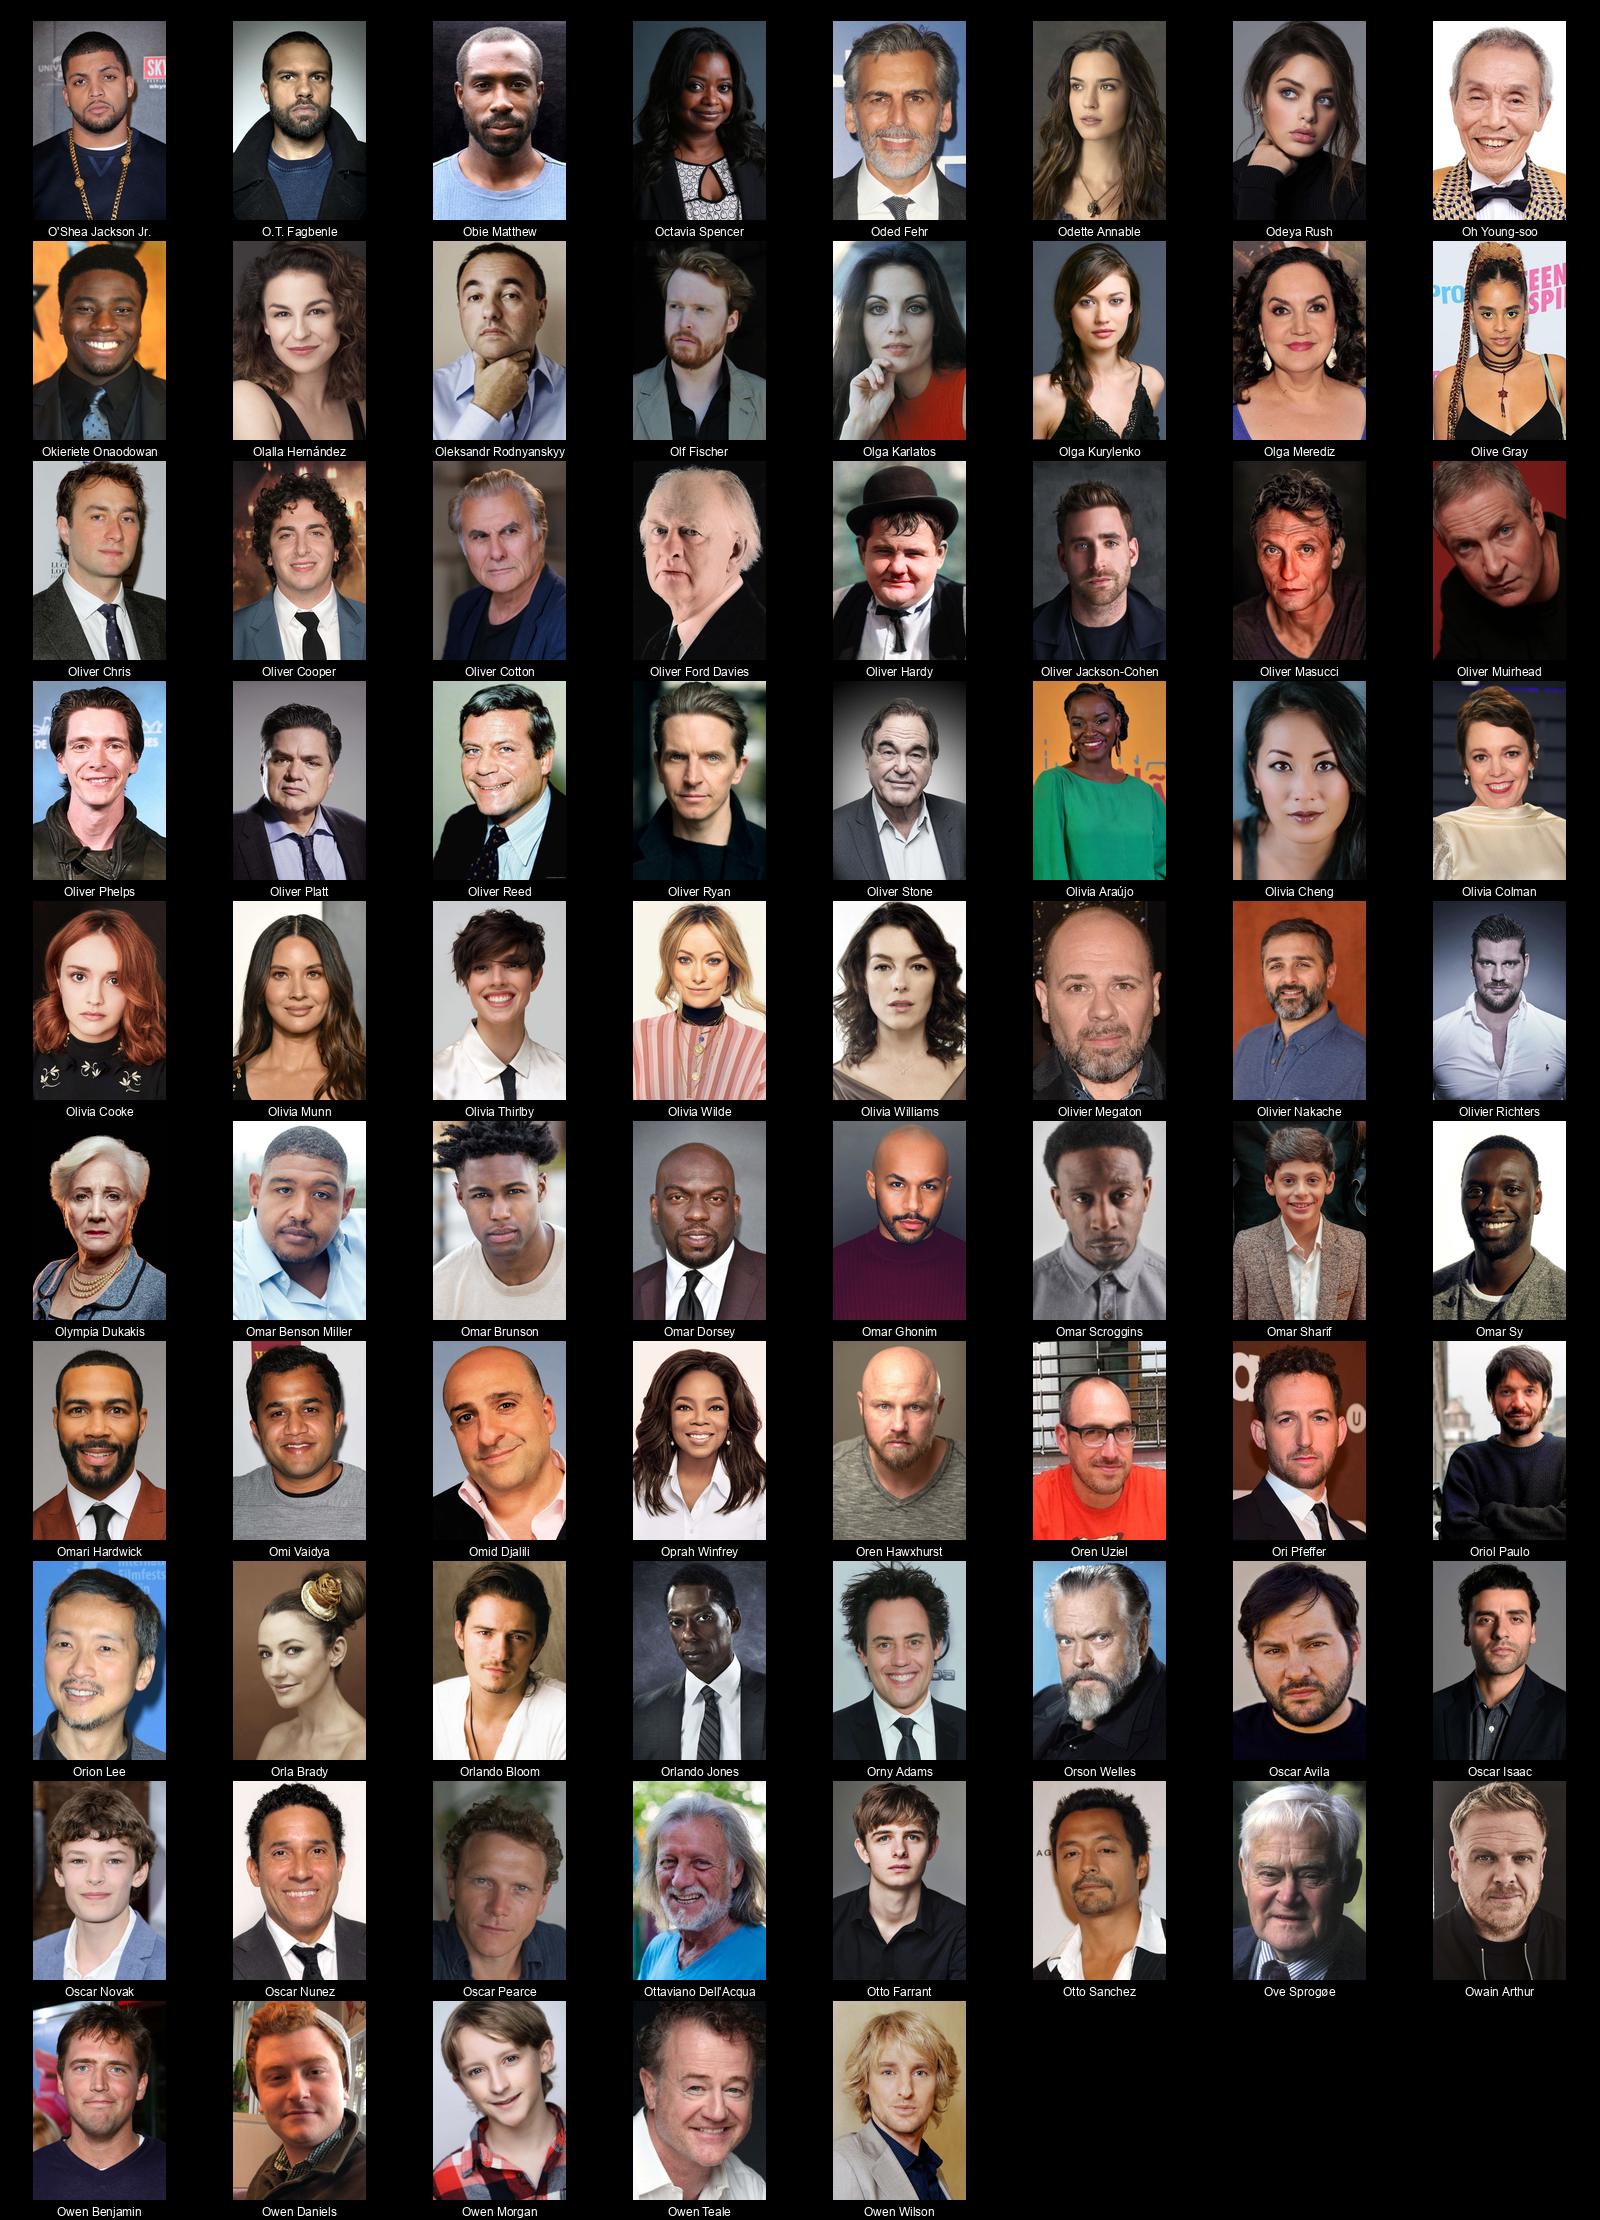 O'Shea Jackson Jr.
O.T. Fagbenle
Obie Matthew
Octavia Spencer
Oded Fehr
Odette Annable
Odeya Rush
Oh Young-soo
Okieriete Onaodowan
Olalla Hernández
Oleksandr Rodnyanskyy
Olf Fischer
Olga Karlatos
Olga Kurylenko
Olga Merediz
Olive Gray
Oliver Chris
Oliver Cooper
Oliver Cotton
Oliver Ford Davies
Oliver Hardy
Oliver Jackson-Cohen
Oliver Masucci
Oliver Muirhead
Oliver Phelps
Oliver Platt
Oliver Reed
Oliver Ryan
Oliver Stone
Olivia Araújo
Olivia Cheng
Olivia Colman
Olivia Cooke
Olivia Munn
Olivia Thirlby
Olivia Wilde
Olivia Williams
Olivier Megaton
Olivier Nakache
Olivier Richters
Olympia Dukakis
Omar Benson Miller
Omar Brunson
Omar Dorsey
Omar Ghonim
Omar Scroggins
Omar Sharif
Omar Sy
Omari Hardwick
Omi Vaidya
Omid Djalili
Oprah Winfrey
Oren Hawxhurst
Oren Uziel
Ori Pfeffer
Oriol Paulo
Orion Lee
Orla Brady
Orlando Bloom
Orlando Jones
Orny Adams
Orson Welles
Oscar Avila
Oscar Isaac
Oscar Novak
Oscar Nunez
Oscar Pearce
Ottaviano Dell'Acqua
Otto Farrant
Otto Sanchez
Ove Sprogøe
Owain Arthur
Owen Benjamin
Owen Daniels
Owen Morgan
Owen Teale
Owen Wilson